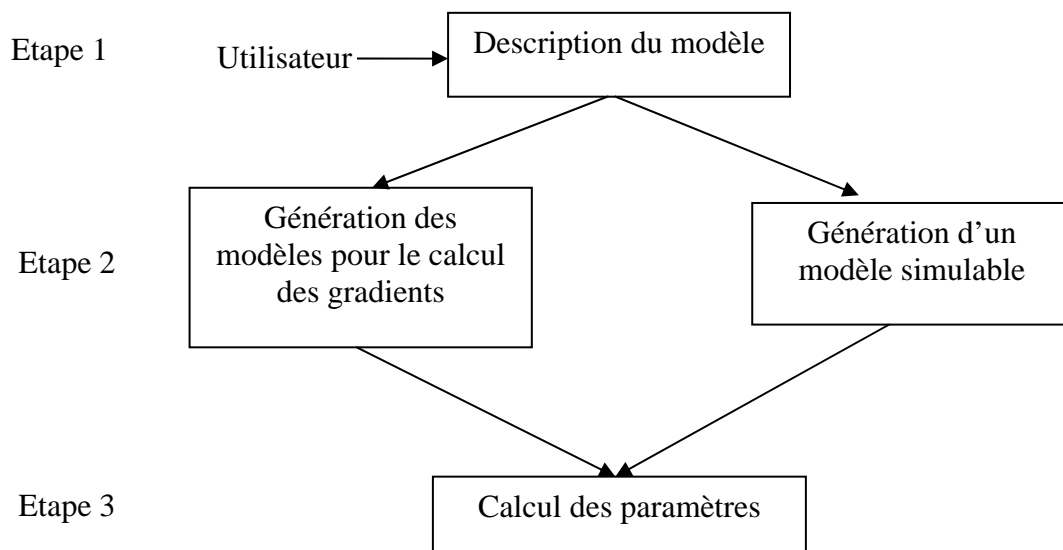 Etape 1
Utilisateur
Description du modèle
Etape 2
Génération des
modèles pour le calcul
des gradients
Génération d’un
modèle simulable
Etape 3
Calcul des paramètres